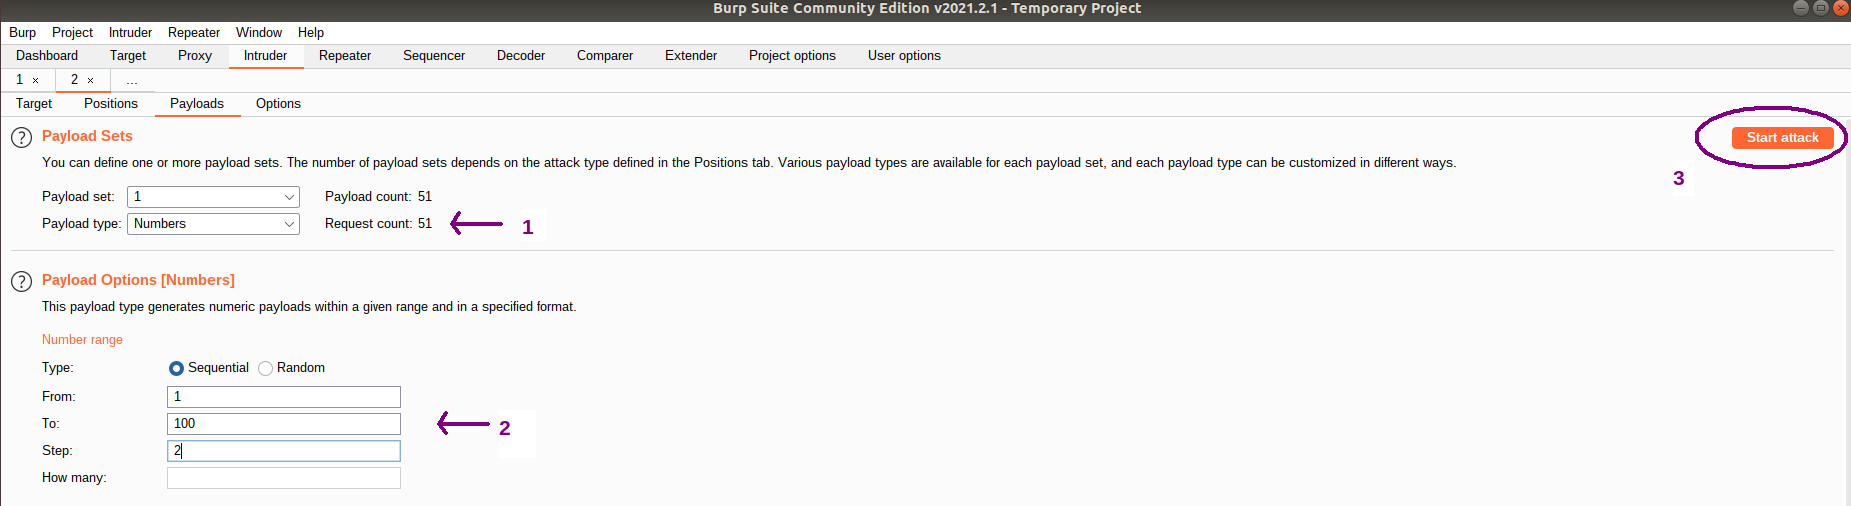 Burp Suite Community Edition v2021.2.1 - Temporary Project
Burp Project Intruder Repeater Window Help
Dashboard Target Proxy Intruder Repeater Sequencer Decoder Comparer Extender Project options User options
1 × 2 × ...
Target Positions Payloads Options
? Payload Sets Start attack
You can define one or more payload sets. The number of payload sets depends on the attack type defined in the Positions tab. Various payload types are available for each payload set, and each payload type can be customized in different ways.
3
Payload set: 1 Payload count: 51
Payload type: Numbers Request count: 51 1
? Payload Options [Numbers]
This payload type generates numeric payloads within a given range and in a specified format.
Number range
Type: Sequential Random
From: 1
To: 100 2
Step: 2
How many: